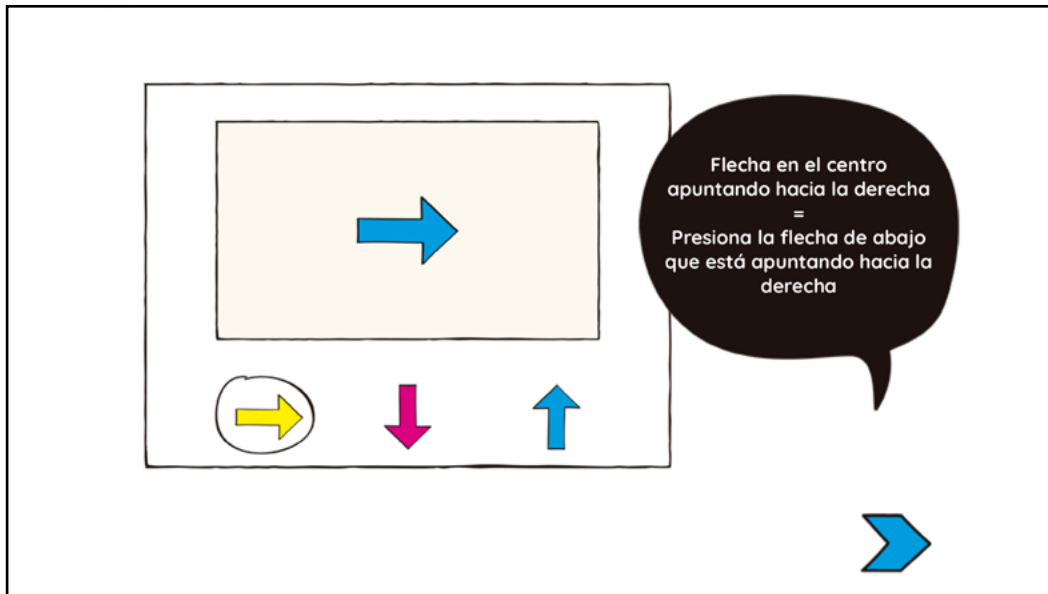 Flecha en el centro
apuntando hacia la derecha
=
Presiona la flecha de abajo
que está apuntando hacia la
derecha